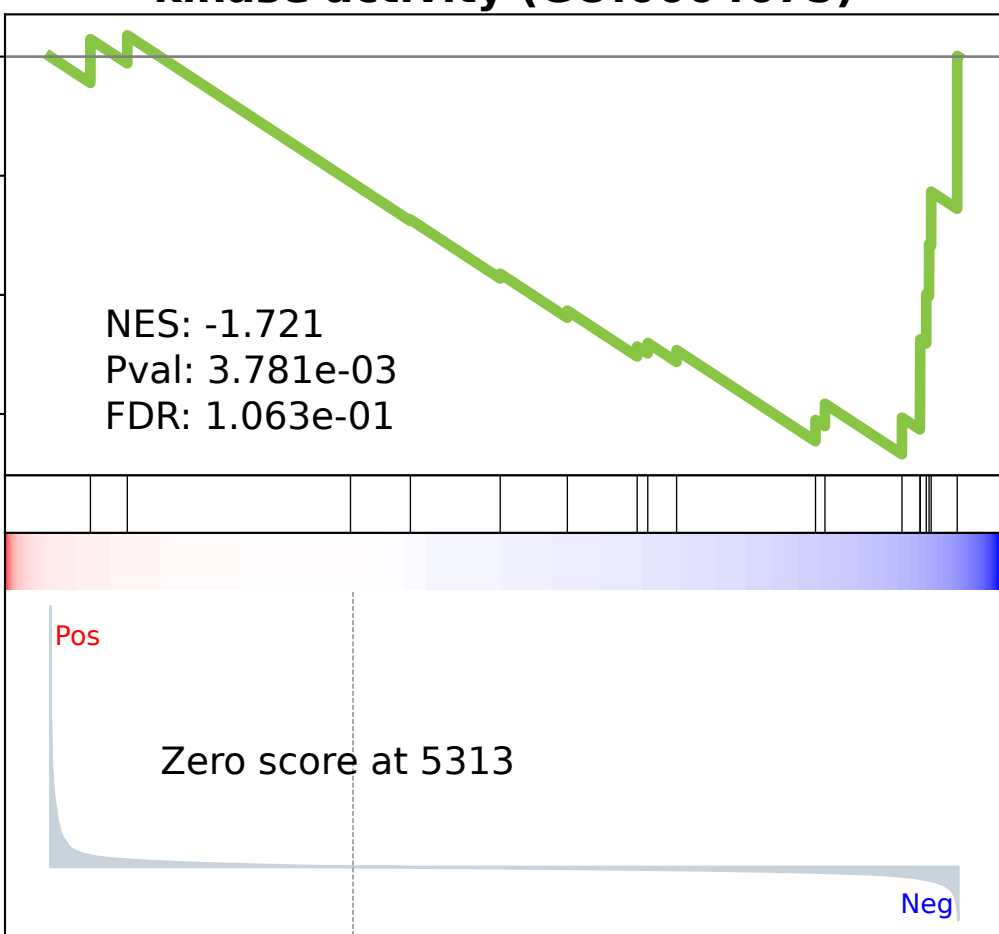 NES: -1.721
Pval: 3.781e-03
FDR: 1.063e-01
Pos
Zero score at 5313
Neg